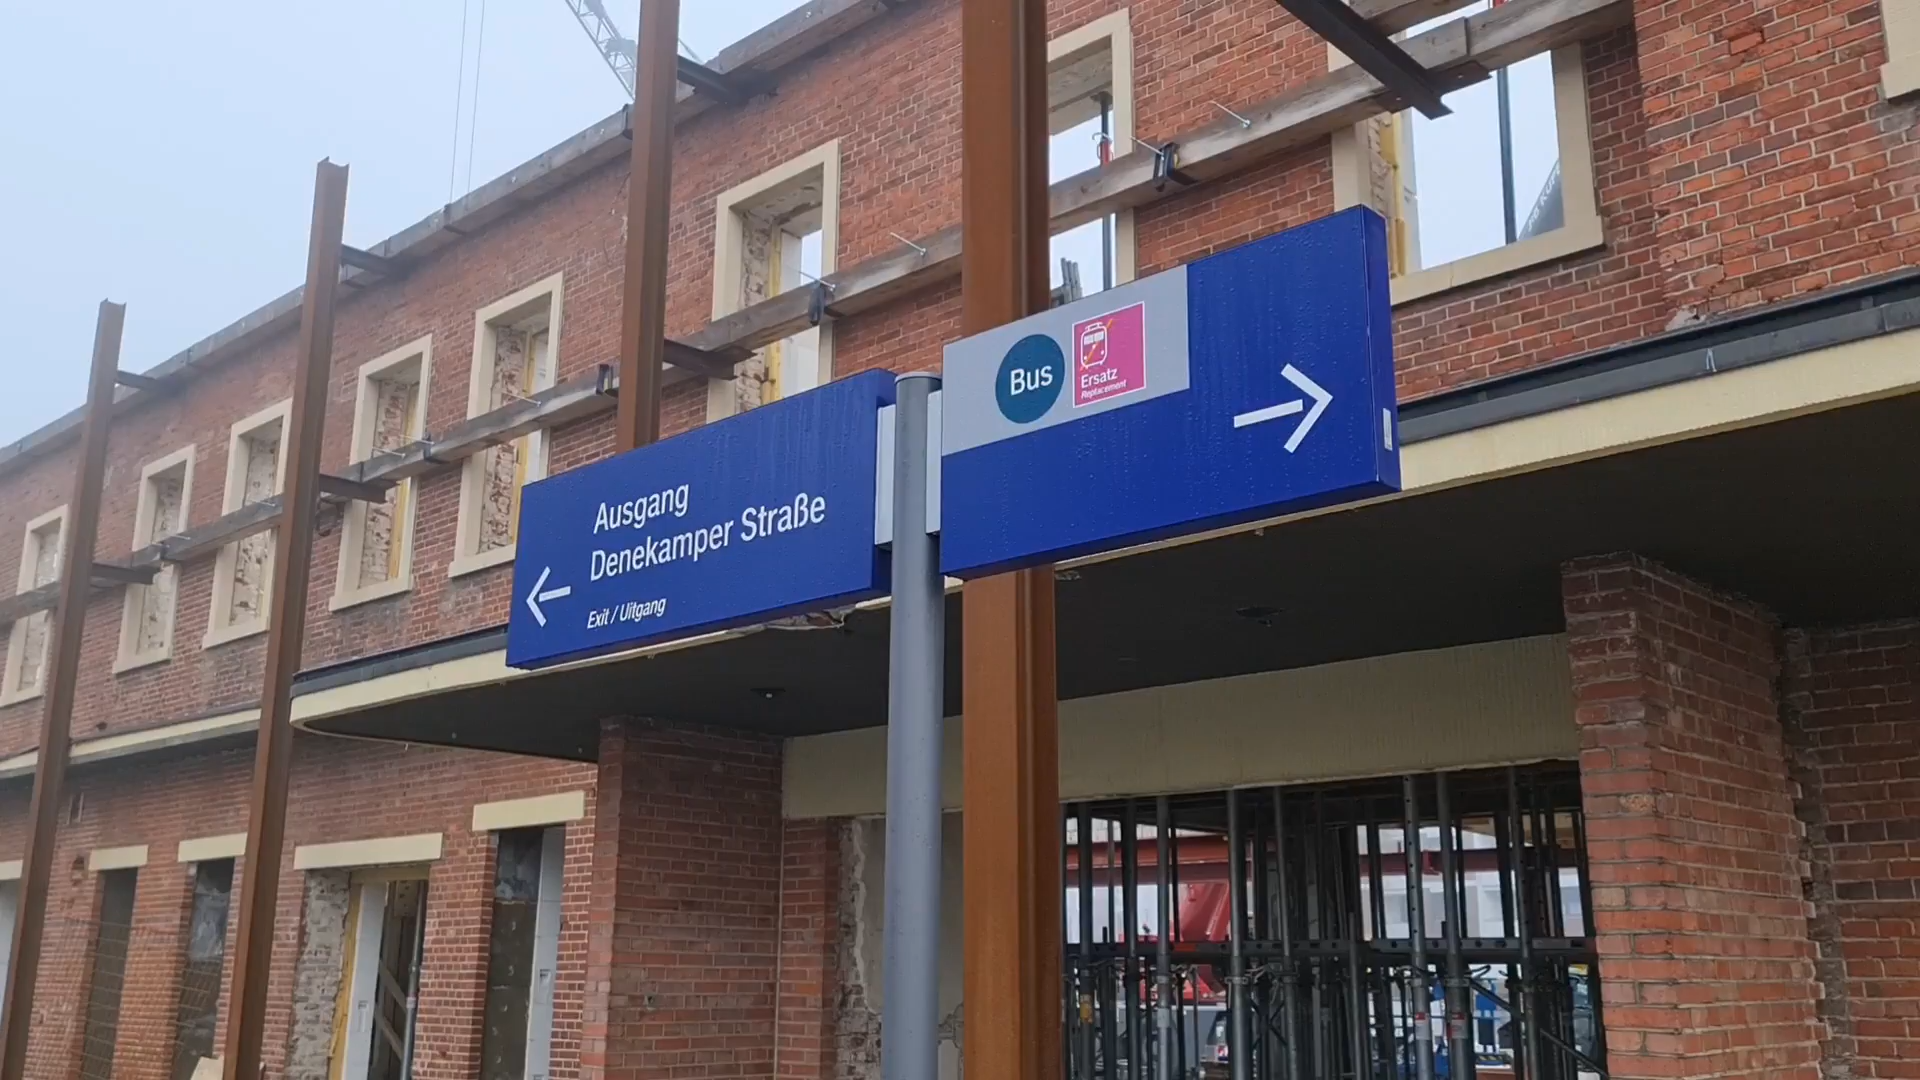 Ausgang
Denekamper Straße
Exit / Uitgang
Bus
Ersatz
Replacement